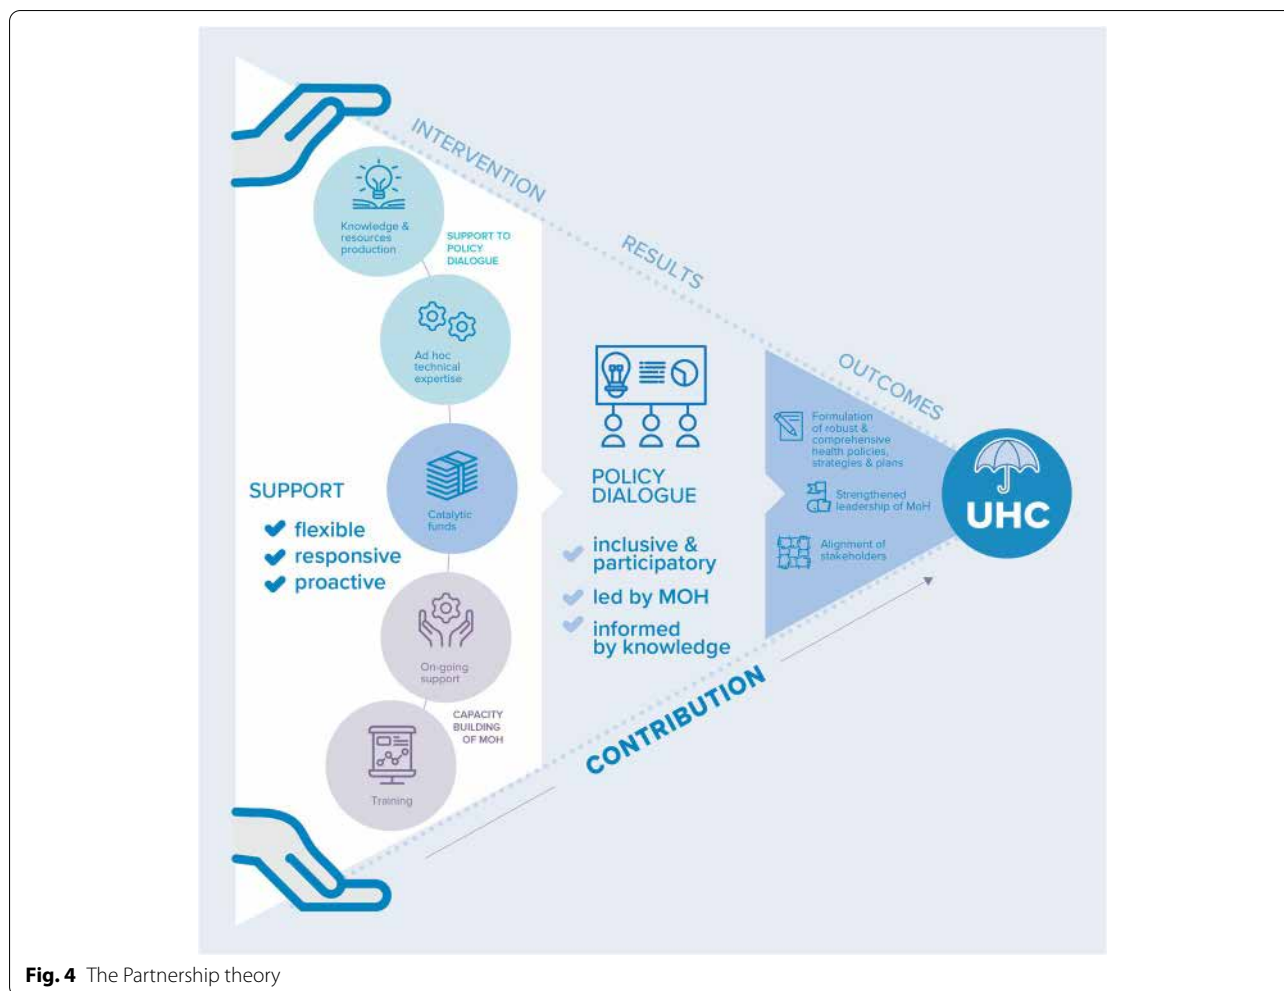 INTERVENTION
RESULTS
OUTCOMES
Knowledge &
resources
production
SUPPORT TO
POLICY
DIALOGUE
Ad hoc
technical
expertise
SUPPORT
flexible
responsive
proactive
Catalytic
funds
On-going
support
CAPACITY
BUILDING
OF MOH
Training
POLICY
DIALOGUE
inclusive &
participatory
led by MOH
informed
by knowledge
Formulation
of robust &
comprehensive
health policies,
strategies & plans
Strengthened
leadership of MoH
Alignment of
stakeholders
UHC
CONTRIBUTION
Fig. 4 The Partnership theory